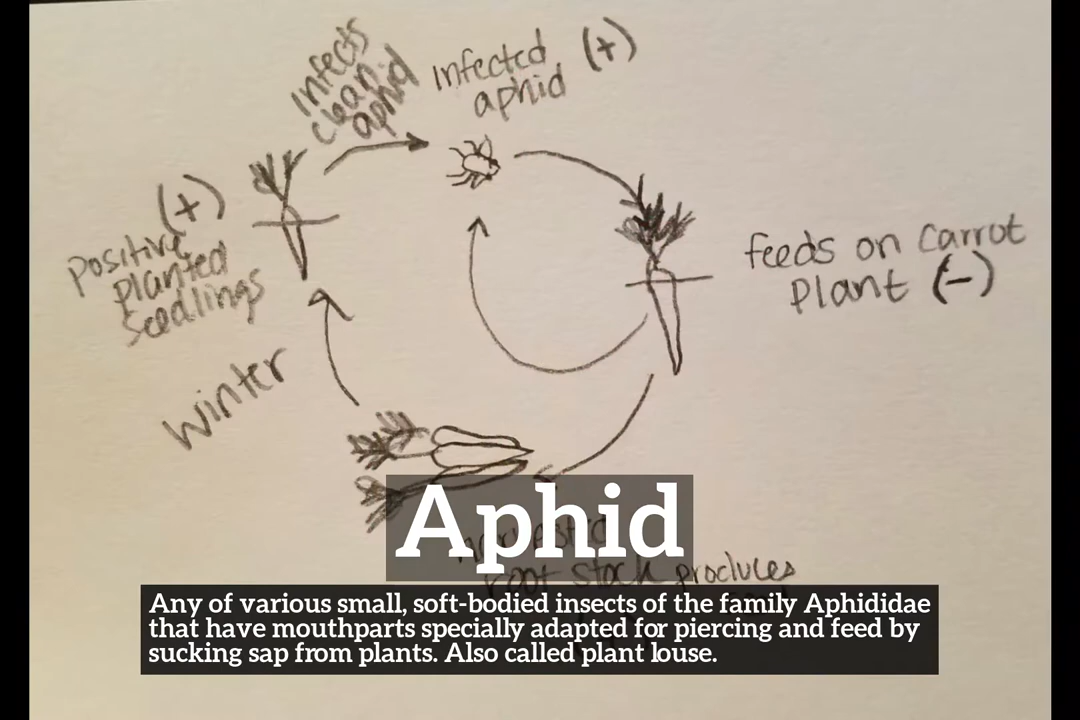 Infects
clean
aphid
Infected (+)
aphid
(+)
Positive
planted
seedlings
feeds on carrot
plant (-)
Winter
Aphid
root stock produces
Any of various small, soft-bodied insects of the family Aphididae
that have mouthparts specially adapted for piercing and feed by
sucking sap from plants. Also called plant louse.